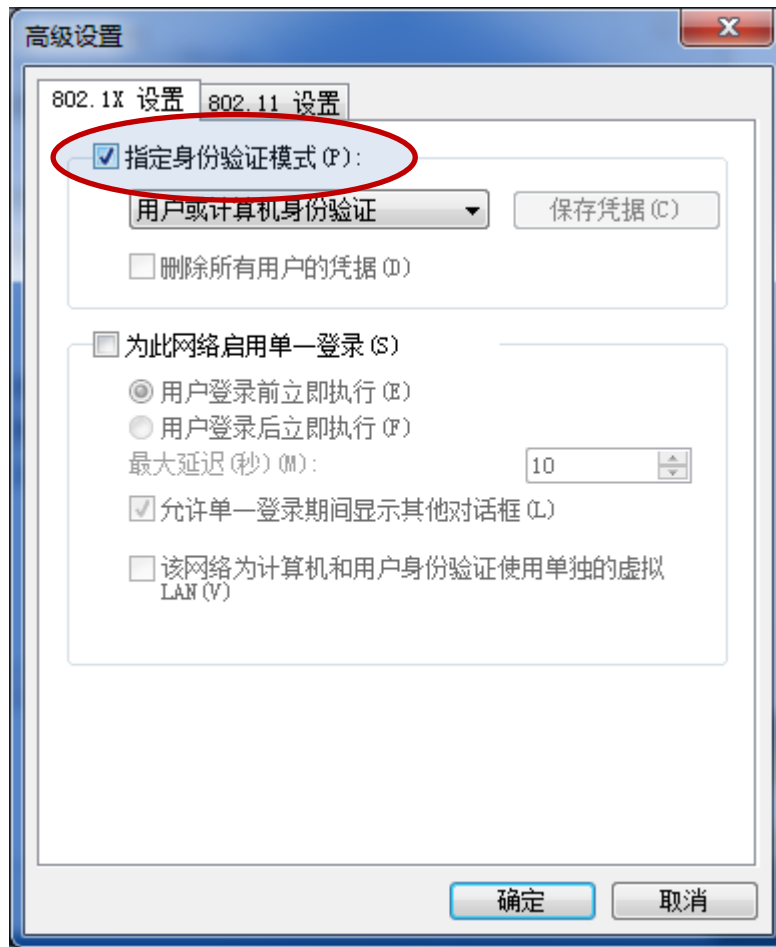 高级设置
802.1X 设置 802.11 设置
指定身份验证模式(P):
用户或计算机身份验证 保存凭据(C)
删除所有用户的凭据(D)
为此网络启用单一登录(S)
用户登录前立即执行(E)
用户登录后立即执行(F)
最大延迟(秒)(M): 10
允许单一登录期间显示其他对话框(L)
该网络为计算机和用户身份验证使用单独的虚拟
LAN(V)
确定 取消